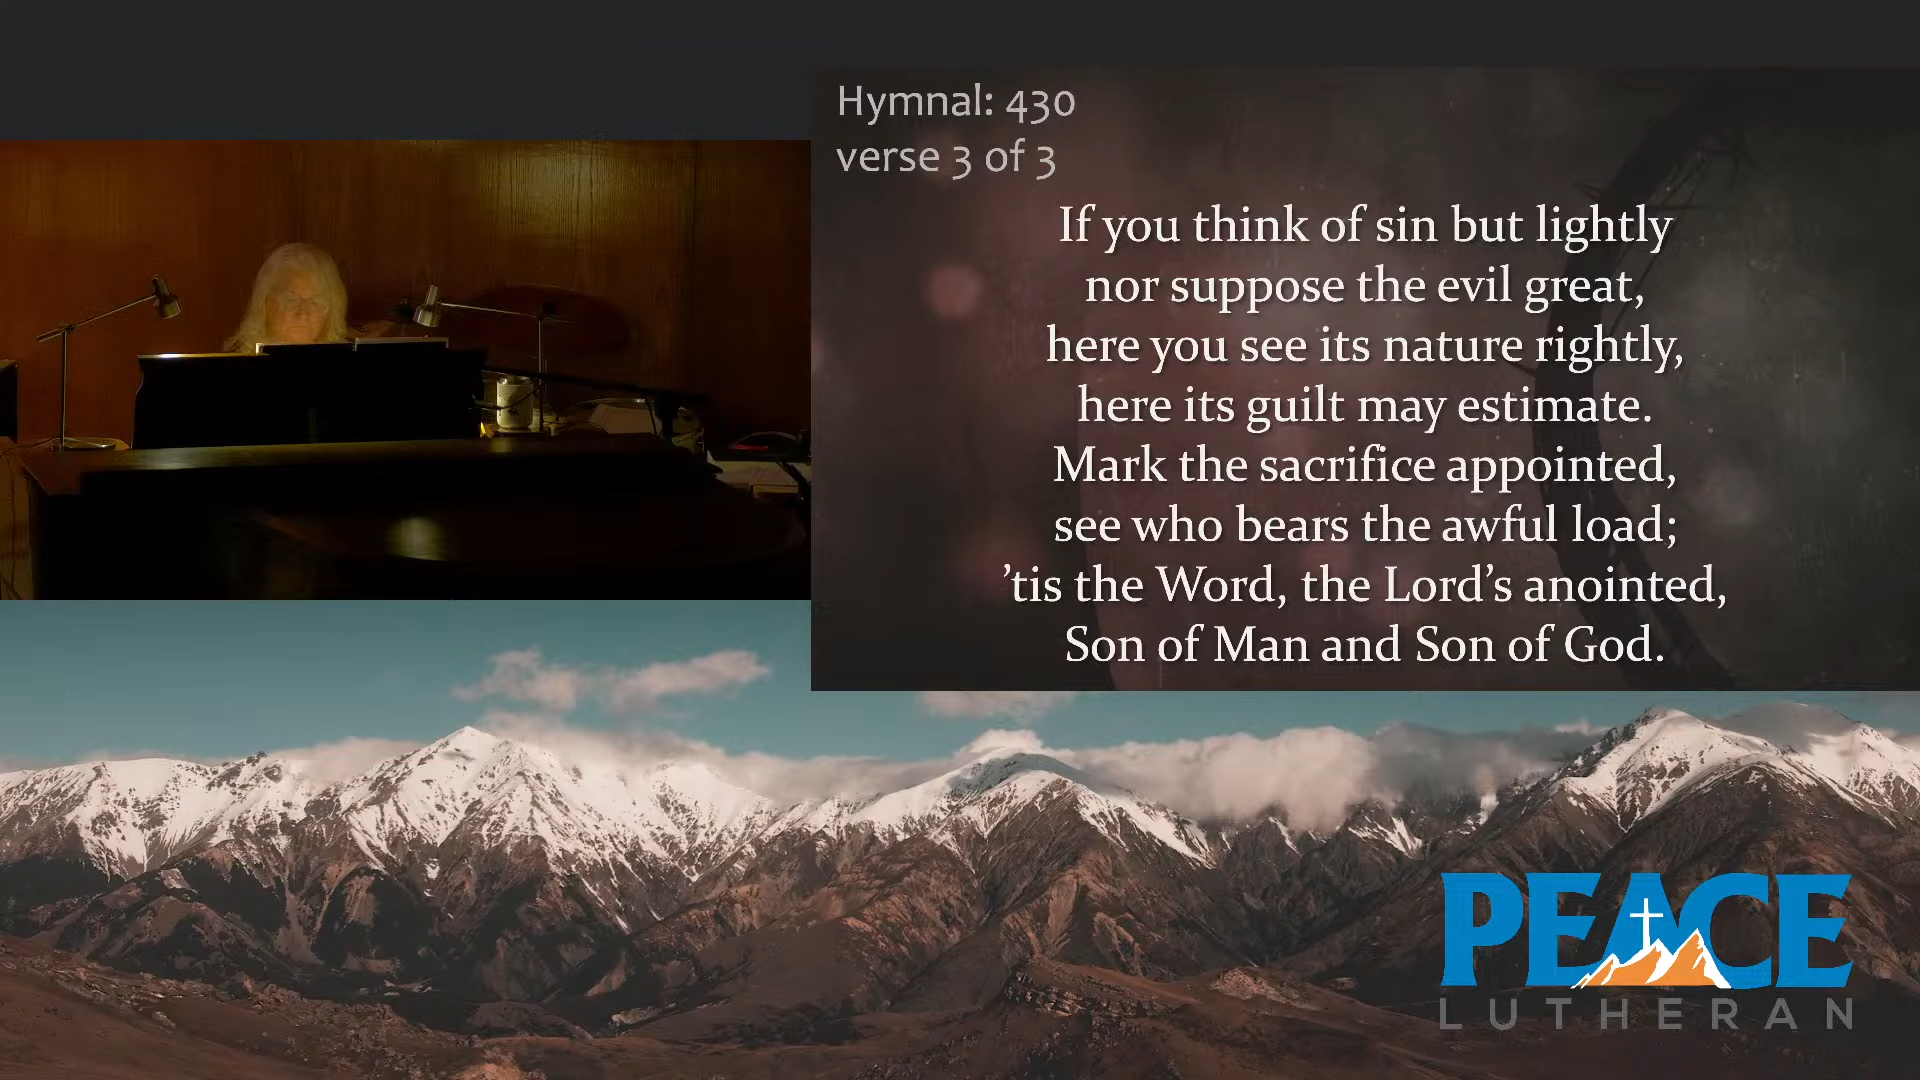 Hymnal: 430
verse 3 of 3
If you think of sin but lightly
nor suppose the evil great,
here you see its nature rightly,
here its guilt may estimate.
Mark the sacrifice appointed,
see who bears the awful load;
’tis the Word, the Lord’s anointed,
Son of Man and Son of God.
PEACE
LUTHERAN